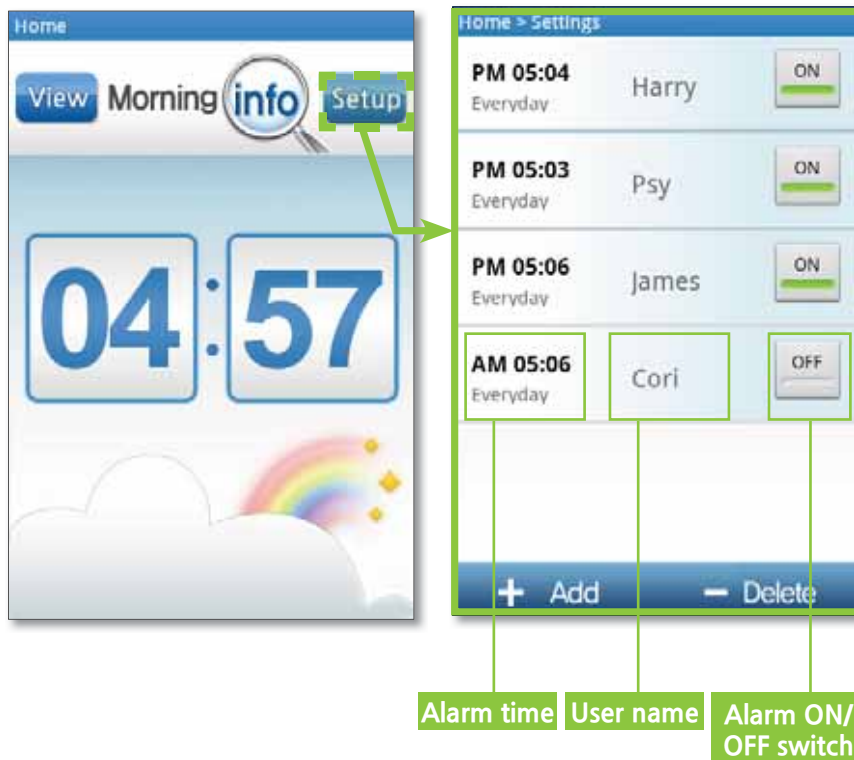 Home
View Morning info Setup
04:57
Home > Settings
PM 05:04
Everyday
Harry
ON
PM 05:03
Everyday
Psy
ON
PM 05:06
Everyday
James
ON
AM 05:06
Everyday
Cori
OFF
+ Add
− Delete
Alarm time
User name
Alarm ON/
OFF switch